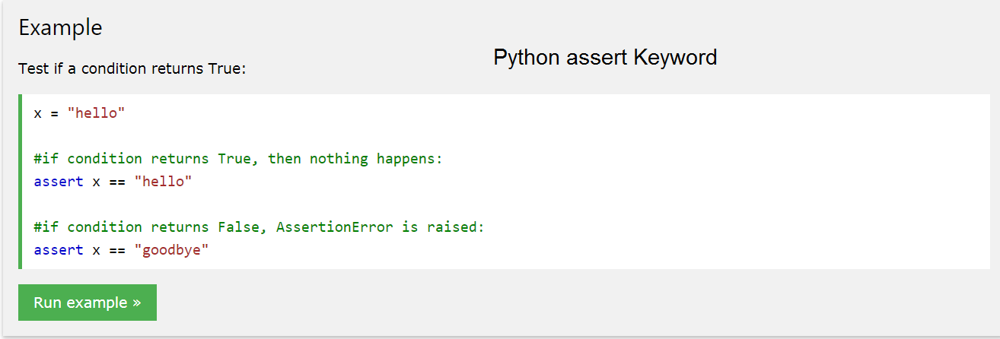 Example
Python assert Keyword
Test if a condition returns True:
x = "hello"
#if condition returns True, then nothing happens:
assert x == "hello"
#if condition returns False, AssertionError is raised:
assert x == "goodbye"
Run example »